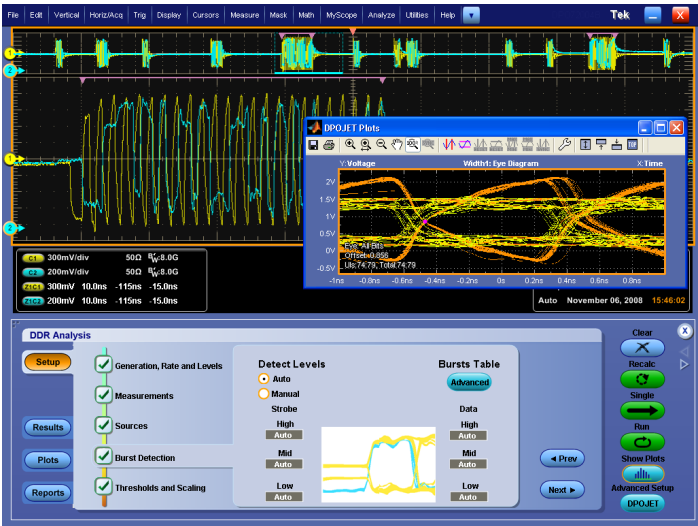 File Edit Vertical Horiz/Acq Trig Display Cursors Measure Mask Math MyScope Analyze Utilities Help Tek X
1
2
POJET Plots
100%
Y:Voltage Width1: Eye Diagram X:Time
2V
1.5V
1
1V
0.5V
0V
Eye: All Bits
Offset: 0.856
-0.5V
UIs:74.79, Total:74.79
2
-1ns -0.8ns -0.6ns -0.4ns -0.2ns 0s 0.2ns 0.4ns 0.6ns 0.8ns
C1 300mV/div 50Ω BW:8.0G
C2 200mV/div 50Ω BW:8.0G
Z1C1 300mV 10.0ns -115ns -15.0ns
Z1C2 200mV 10.0ns -115ns -15.0ns
Auto November 06, 2008 15:46:02
DDR Analysis
Clear X
Setup
Generation, Rate and Levels
Detect Levels
Bursts Table
Recalc
Auto
Advanced
Manual
Measurements
Single
Strobe
Data
Results
Sources
High
Auto
High
Auto
Run
Plots
Burst Detection
Mid
Auto
Mid
Auto
Prev
Show Plots
Reports
Thresholds and Scaling
Low
Auto
Low
Auto
Next
Advanced Setup
DPOJET